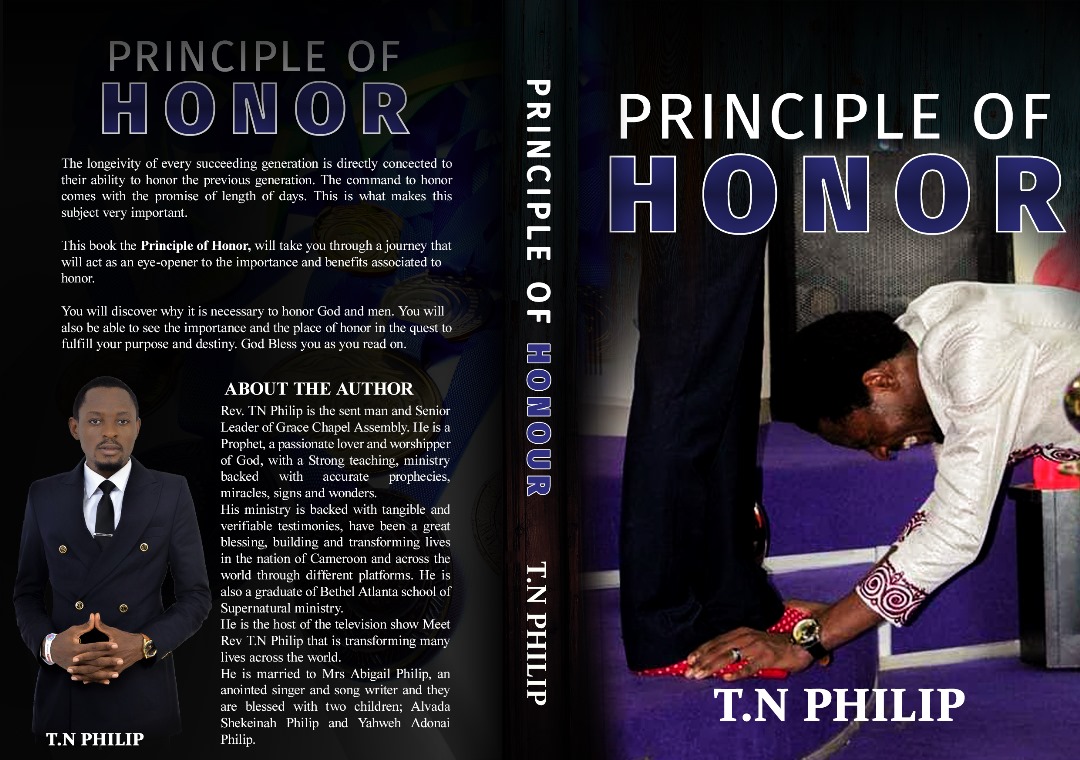 PRINCIPLE OF
HONOR
The longeivity of every succeeding generation is directly concected to
their ability to honor the previous generation. The command to honor
comes with the promise of length of days. This is what makes this
subject very important.
This book the Principle of Honor, will take you through a journey that
will act as an eye-opener to the importance and benefits associated to
honor.
You will discover why it is necessary to honor God and men. You will
also be able to see the importance and the place of honor in the quest to
fulfill your purpose and destiny. God Bless you as you read on.
ABOUT THE AUTHOR
Rev. TN Philip is the sent man and Senior
Leader of Grace Chapel Assembly. He is a
Prophet, a passionate lover and worshipper
of God, with a Strong teaching, ministry
backed with accurate prophecies,
miracles, signs and wonders.
His ministry is backed with tangible and
verifiable testimonies, have been a great
blessing, building and transforming lives
in the nation of Cameroon and across the
world through different platforms. He is
also a graduate of Bethel Atlanta school of
Supernatural ministry.
He is the host of the television show Meet
Rev T.N Philip that is transforming many
lives across the world.
He is married to Mrs Abigail Philip, an
anointed singer and song writer and they
are blessed with two children; Alvada
Shekeinah Philip and Yahweh Adonai
Philip.
T.N PHILIP
PRINCIPLE OF HONOUR T.N PHILIP
PRINCIPLE OF
HONOR
T.N PHILIP